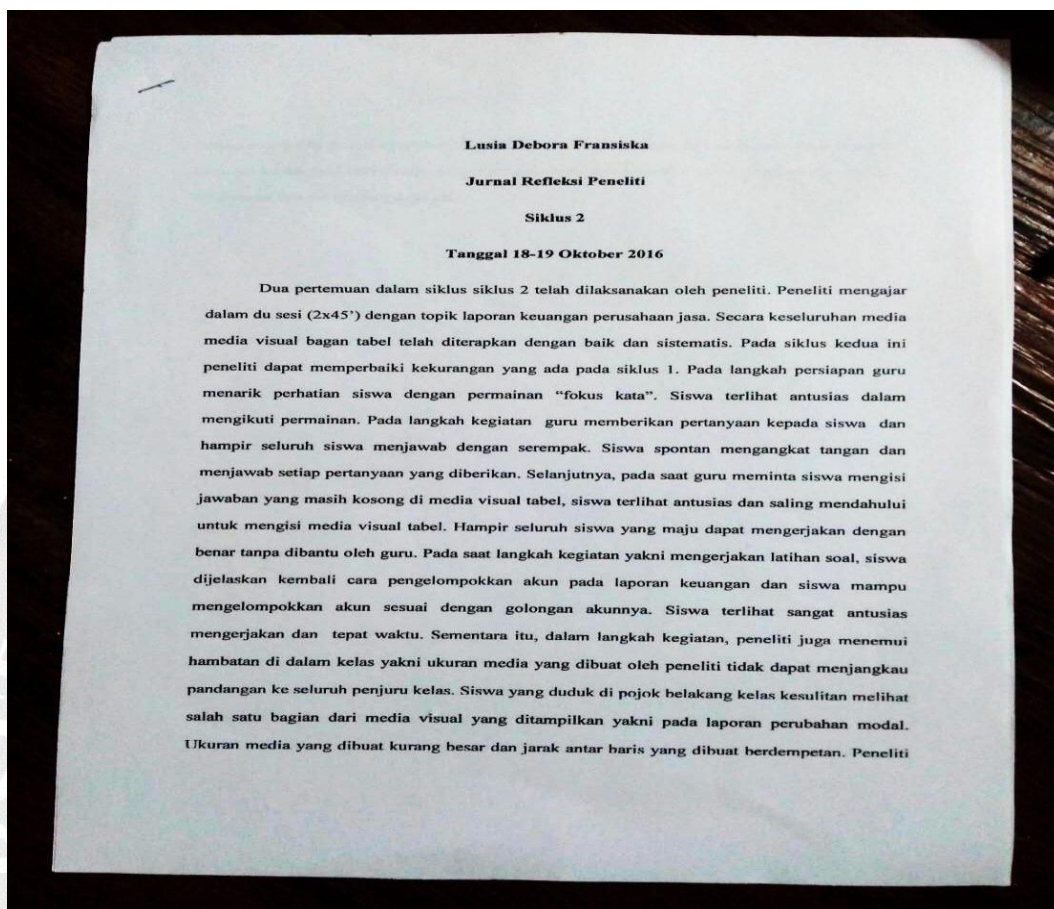 Lusia Debora Fransiska
Jurnal Refleksi Peneliti
Siklus 2
Tanggal 18-19 Oktober 2016
Dua pertemuan dalam siklus siklus 2 telah dilaksanakan oleh peneliti. Peneliti mengajar
dalam du sesi (2x45’) dengan topik laporan keuangan perusahaan jasa. Secara keseluruhan media
media visual bagan tabel telah diterapkan dengan baik dan sistematis. Pada siklus kedua ini
peneliti dapat memperbaiki kekurangan yang ada pada siklus 1. Pada langkah persiapan guru
menarik perhatian siswa dengan permainan “fokus kata”. Siswa terlihat antusias dalam
mengikuti permainan. Pada langkah kegiatan guru memberikan pertanyaan kepada siswa dan
hampir seluruh siswa menjawab dengan serempak. Siswa spontan mengangkat tangan dan
menjawab setiap pertanyaan yang diberikan. Selanjutnya, pada saat guru meminta siswa mengisi
jawaban yang masih kosong di media visual tabel, siswa terlihat antusias dan saling mendahului
untuk mengisi media visual tabel. Hampir seluruh siswa yang maju dapat mengerjakan dengan
benar tanpa dibantu oleh guru. Pada saat langkah kegiatan yakni mengerjakan latihan soal, siswa
dijelaskan kembali cara pengelompokkan akun pada laporan keuangan dan siswa mampu
mengelompokkan akun sesuai dengan golongan akunnya. Siswa terlihat sangat antusias
mengerjakan dan tepat waktu. Sementara itu, dalam langkah kegiatan, peneliti juga menemui
hambatan di dalam kelas yakni ukuran media yang dibuat oleh peneliti tidak dapat menjangkau
pandangan ke seluruh penjuru kelas. Siswa yang duduk di pojok belakang kelas kesulitan melihat
salah satu bagian dari media visual yang ditampilkan yakni pada laporan perubahan modal.
Ukuran media yang dibuat kurang besar dan jarak antar baris yang dibuat berdempetan. Peneliti